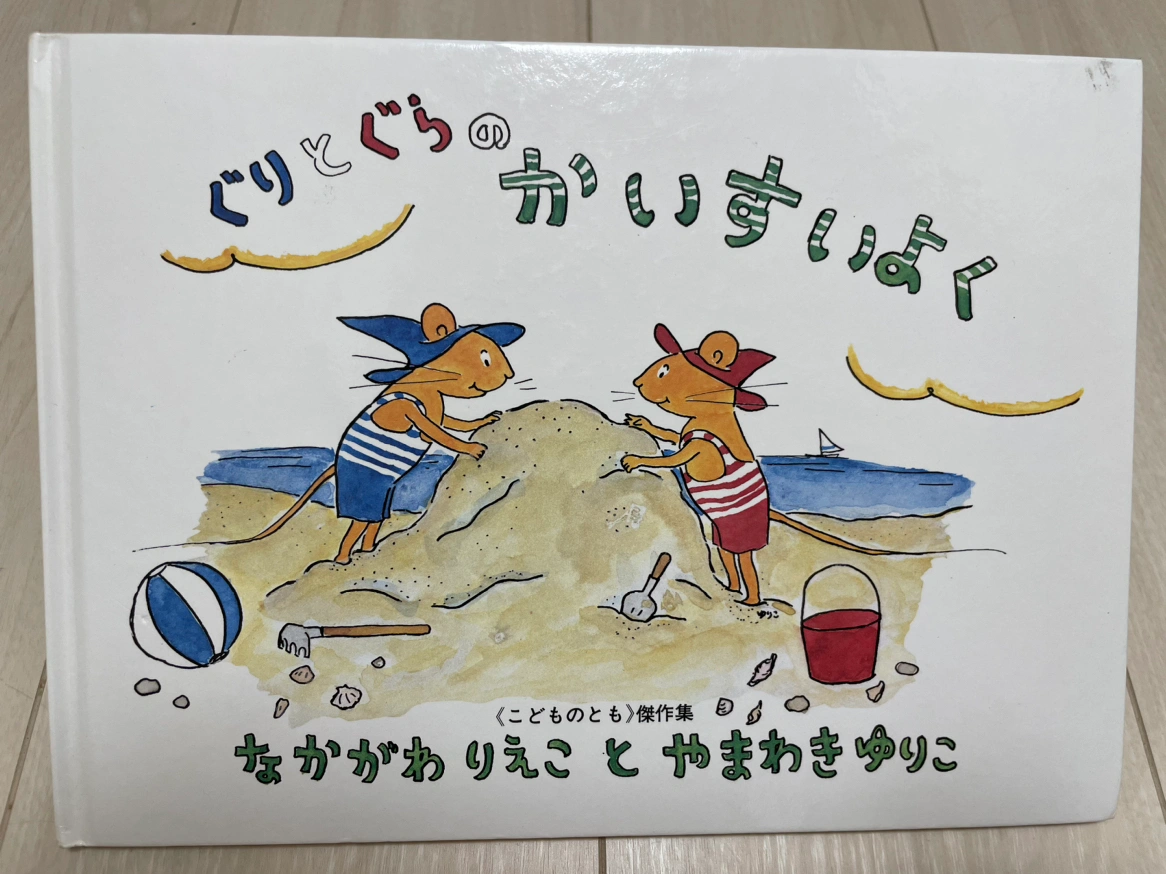 ぐりとぐらの
かいすいよく
ゆりこ
《こどものとも》傑作集
なかがわ りえこ と やまわき ゆりこ